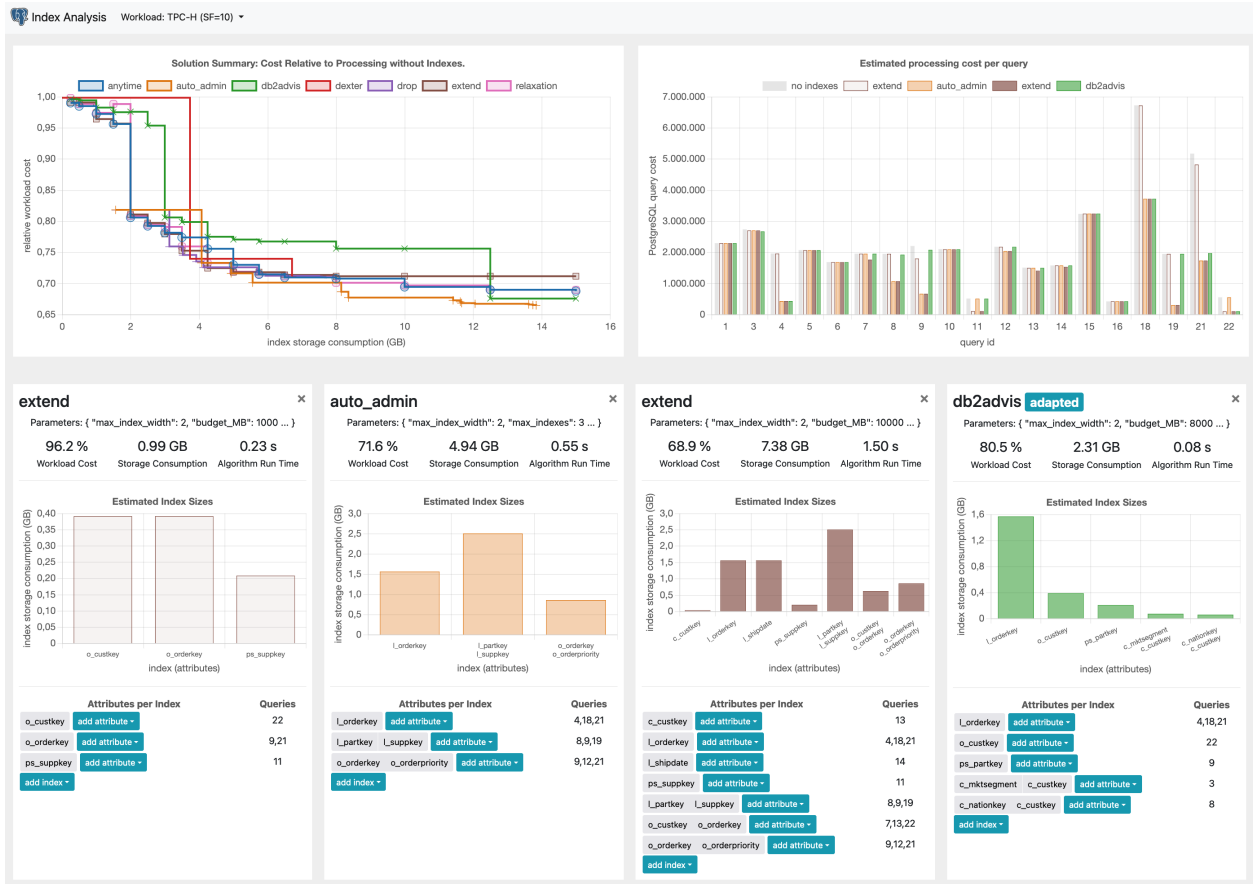 Index Analysis Workload: TPC-H (SF=10)
Solution Summary: Cost Relative to Processing without Indexes.
anytime auto_admin db2advis dexter drop extend relaxation
1,00
0,95
0,90
0,85
0,80
0,75
0,70
0,65
relative workload cost
0 2 4 6 8 10 12 14 16
index storage consumption (GB)
Estimated processing cost per query
no indexes extend auto_admin extend db2advis
7.000.000
6.000.000
5.000.000
4.000.000
3.000.000
2.000.000
1.000.000
0
PostgreSQL query cost
1 3 4 5 6 7 8 9 10 11 12 13 14 15 16 18 19 21 22
query id
extend ×
Parameters: { "max_index_width": 2, "budget_MB": 1000 ... }
96.2 % 0.99 GB 0.23 s
Workload Cost Storage Consumption Algorithm Run Time
Estimated Index Sizes
0,40
0,35
0,30
0,25
0,20
0,15
0,10
0,05
0
index storage consumption (GB)
o_custkey o_orderkey ps_suppkey
index (attributes)
Attributes per Index Queries
o_custkey add attribute 22
o_orderkey add attribute 9,21
ps_suppkey add attribute 11
add index
auto_admin ×
Parameters: { "max_index_width": 2, "max_indexes": 3 ... }
71.6 % 4.94 GB 0.55 s
Workload Cost Storage Consumption Algorithm Run Time
Estimated Index Sizes
3,0
2,5
2,0
1,5
1,0
0,5
0
index storage consumption (GB)
l_orderkey l_partkey o_orderkey
l_suppkey o_orderpriority
index (attributes)
Attributes per Index Queries
l_orderkey add attribute 4,18,21
l_partkey l_suppkey add attribute 8,9,19
o_orderkey o_orderpriority add attribute 9,12,21
add index
extend ×
Parameters: { "max_index_width": 2, "budget_MB": 10000 ... }
68.9 % 7.38 GB 1.50 s
Workload Cost Storage Consumption Algorithm Run Time
Estimated Index Sizes
3,0
2,5
2,0
1,5
1,0
0,5
0
index storage consumption (GB)
c_custkey l_orderkey l_shipdate ps_suppkey l_partkey o_custkey o_orderkey
l_suppkey o_orderkey o_orderpriority
index (attributes)
Attributes per Index Queries
c_custkey add attribute 13
l_orderkey add attribute 4,18,21
l_shipdate add attribute 14
ps_suppkey add attribute 11
l_partkey l_suppkey add attribute 8,9,19
o_custkey o_orderkey add attribute 7,13,22
o_orderkey o_orderpriority add attribute 9,12,21
add index
db2advis adapted ×
Parameters: { "max_index_width": 2, "budget_MB": 8000 ... }
80.5 % 2.31 GB 0.08 s
Workload Cost Storage Consumption Algorithm Run Time
Estimated Index Sizes
1,6
1,2
0,8
0,4
0
index storage consumption (GB)
l_orderkey o_custkey ps_partkey c_mktsegment c_nationkey
c_custkey c_custkey
index (attributes)
Attributes per Index Queries
l_orderkey add attribute 4,18,21
o_custkey add attribute 22
ps_partkey add attribute 9
c_mktsegment c_custkey add attribute 3
c_nationkey c_custkey add attribute 8
add index